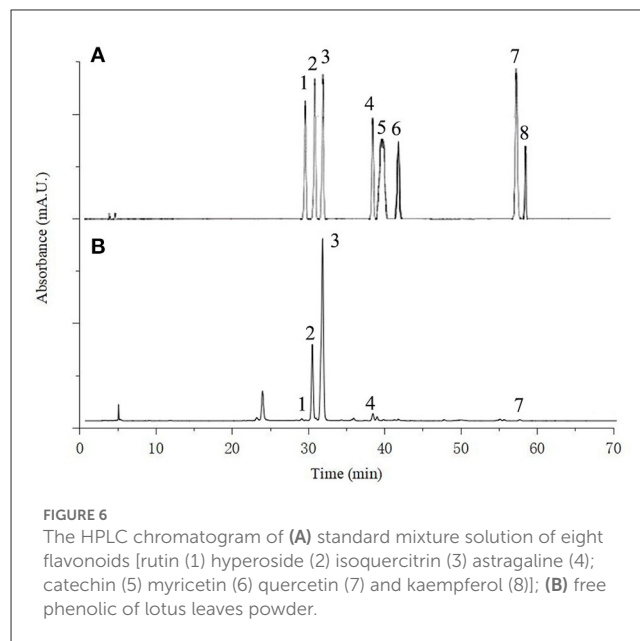 A
1
2
3
4
5
6
7
8
B
1
2
3
4
7
Absorbance (mA.U.)
0 10 20 30 40 50 60 70
Time (min)
FIGURE 6
The HPLC chromatogram of (A) standard mixture solution of eight
flavonoids [rutin (1) hyperoside (2) isoquercitrin (3) astragaline (4);
catechin (5) myricetin (6) quercetin (7) and kaempferol (8)]; (B) free
phenolic of lotus leaves powder.